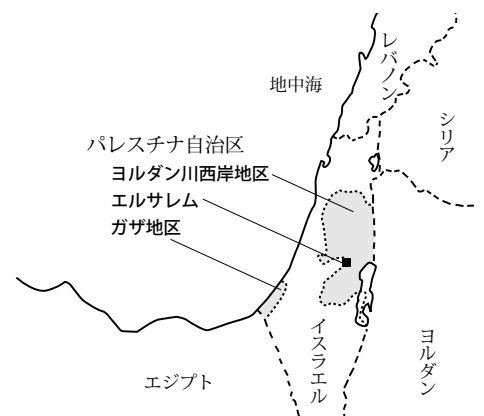 レバノン
地中海
シリア
パレスチナ自治区
ヨルダン川西岸地区
エルサレム
ガザ地区
イスラエル
ヨルダン
エジプト